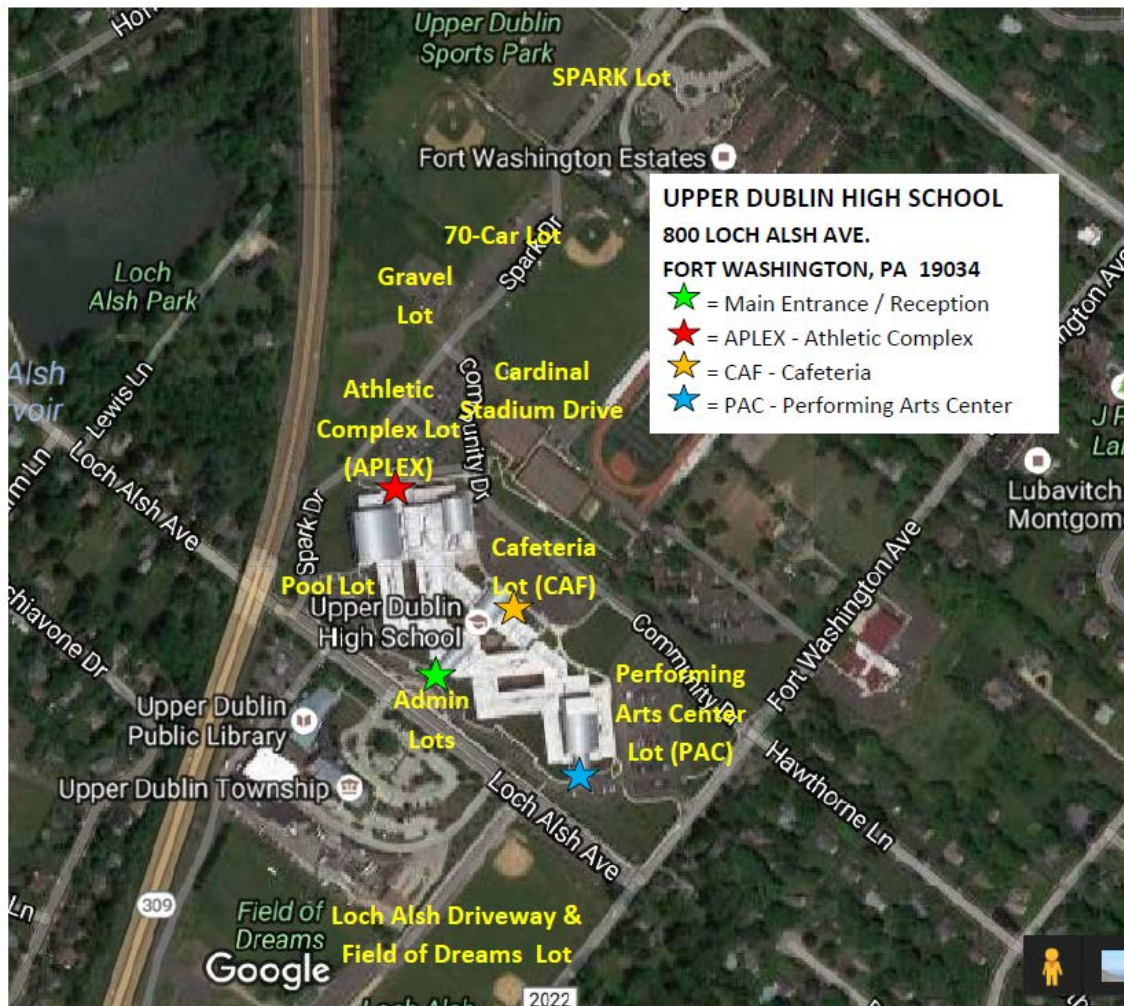 Upper Dublin
Sports Park
SPARK Lot
Fort Washington Estates
UPPER DUBLIN HIGH SCHOOL
800 LOCH ALSH AVE.
FORT WASHINGTON, PA 19034
= Main Entrance / Reception
= APLEX - Athletic Complex
= CAF - Cafeteria
= PAC - Performing Arts Center
70-Car Lot
Spark Dr
Gravel
Lot
Loch
Alsh Park
Alsh
Lewis Ln
Loch Alsh Ave
Athletic
Complex Lot
(APLEX)
Community Dr
Cardinal
Stadium Drive
Lubavitch
Spark Dr
Pool Lot
Cafeteria
Lot (CAF)
Upper Dublin
High School
Community Dr
Fort Washington Ave
Performing
Arts Center
Lot (PAC)
Admin
Lots
Upper Dublin
Public Library
Upper Dublin Township
Loch Alsh Ave
Hawthorne Ln
309
Field of
Dreams
Loch Alsh Driveway &
Field of Dreams Lot
Google
2022